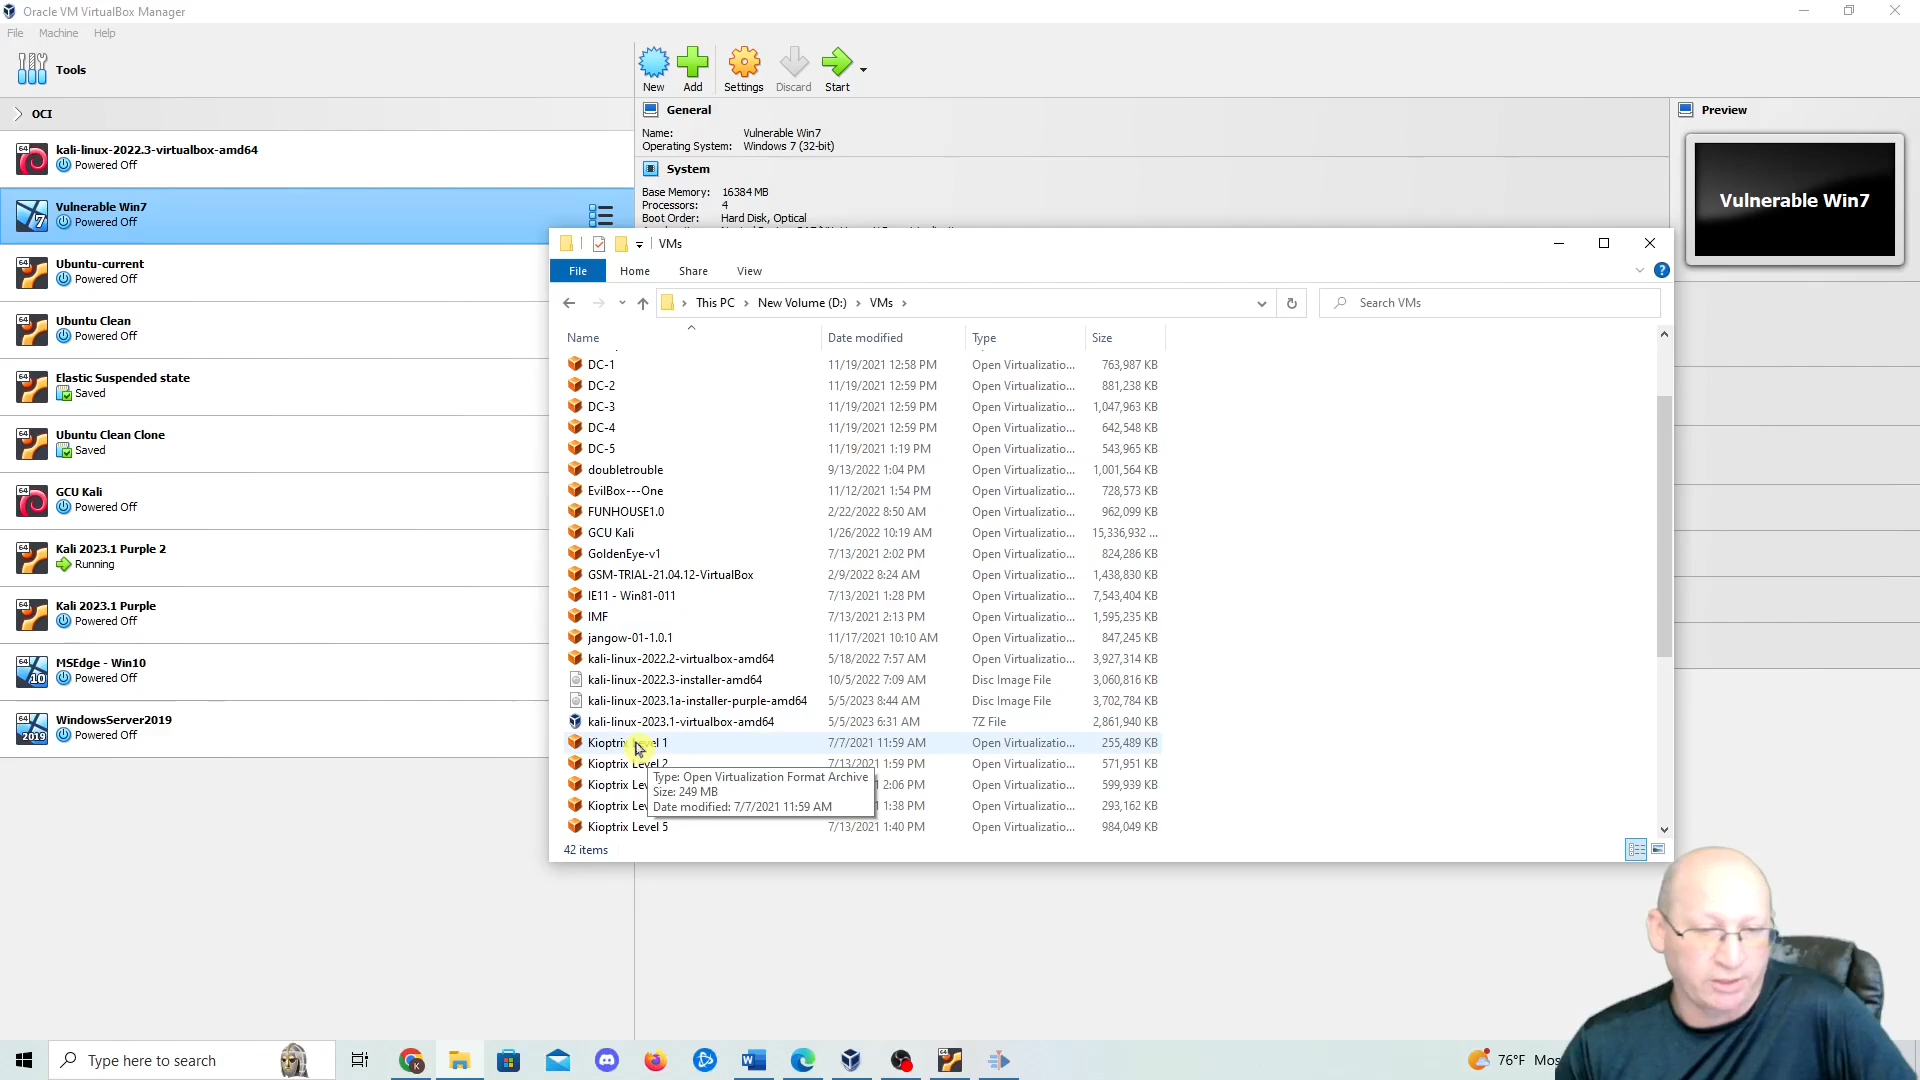 Oracle VM VirtualBox Manager
File Machine Help
Tools
New Add Settings Discard Start
OCI
kali-linux-2022.3-virtualbox-amd64
Powered Off
Vulnerable Win7
Powered Off
Ubuntu-current
Powered Off
Ubuntu Clean
Powered Off
Elastic Suspended state
Saved
Ubuntu Clean Clone
Saved
GCU Kali
Powered Off
Kali 2023.1 Purple 2
Running
Kali 2023.1 Purple
Powered Off
MSEdge - Win10
Powered Off
WindowsServer2019
Powered Off
General
Name: Vulnerable Win7
Operating System: Windows 7 (32-bit)
System
Base Memory: 16384 MB
Processors: 4
Boot Order: Hard Disk, Optical
Preview
Vulnerable Win7
VMs
File Home Share View
This PC > New Volume (D:) > VMs >
Search VMs
Name Date modified Type Size
DC-1 11/19/2021 12:58 PM Open Virtualizatio... 763,987 KB
DC-2 11/19/2021 12:59 PM Open Virtualizatio... 881,238 KB
DC-3 11/19/2021 12:59 PM Open Virtualizatio... 1,047,963 KB
DC-4 11/19/2021 12:59 PM Open Virtualizatio... 642,548 KB
DC-5 11/19/2021 1:19 PM Open Virtualizatio... 543,965 KB
doubletrouble 9/13/2022 1:04 PM Open Virtualizatio... 1,001,564 KB
EvilBox---One 11/12/2021 1:54 PM Open Virtualizatio... 728,573 KB
FUNHOUSE1.0 2/22/2022 8:50 AM Open Virtualizatio... 962,099 KB
GCU Kali 1/26/2022 10:19 AM Open Virtualizatio... 15,336,932 ...
GoldenEye-v1 7/13/2021 2:02 PM Open Virtualizatio... 824,286 KB
GSM-TRIAL-21.04.12-VirtualBox 2/9/2022 8:24 AM Open Virtualizatio... 1,438,830 KB
IE11 - Win81-011 7/13/2021 1:28 PM Open Virtualizatio... 7,543,404 KB
IMF 7/13/2021 2:13 PM Open Virtualizatio... 1,595,235 KB
jangow-01-1.0.1 11/17/2021 10:10 AM Open Virtualizatio... 847,245 KB
kali-linux-2022.2-virtualbox-amd64 5/18/2022 7:57 AM Open Virtualizatio... 3,927,314 KB
kali-linux-2022.3-installer-amd64 10/5/2022 7:09 AM Disc Image File 3,060,816 KB
kali-linux-2023.1a-installer-purple-amd64 5/5/2023 8:44 AM Disc Image File 3,702,784 KB
kali-linux-2023.1-virtualbox-amd64 5/5/2023 6:31 AM 7Z File 2,861,940 KB
Kioptrix Level 1 7/7/2021 11:59 AM Open Virtualizatio... 255,489 KB
Kioptrix Level 2 7/13/2021 1:59 PM Open Virtualizatio... 571,951 KB
Kioptrix Lev 1 2:06 PM Open Virtualizatio... 599,939 KB
Kioptrix Lev 1 1:38 PM Open Virtualizatio... 293,162 KB
Kioptrix Level 5 7/13/2021 1:40 PM Open Virtualizatio... 984,049 KB
Type: Open Virtualization Format Archive
Size: 249 MB
Date modified: 7/7/2021 11:59 AM
42 items
Type here to search
76°F Mos